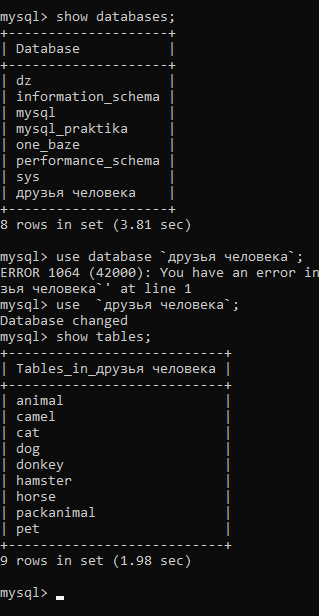 mysql> show databases;
+--------------------+
| Database           |
+--------------------+
| dz                 |
| information_schema |
| mysql              |
| mysql_praktika     |
| one_baze           |
| performance_schema |
| sys                |
| друзья человека    |
+--------------------+
8 rows in set (3.81 sec)

mysql> use database `друзья человека`;
ERROR 1064 (42000): You have an error in
зья человека`' at line 1
mysql> use  `друзья человека`;
Database changed
mysql> show tables;
+---------------------------+
| Tables_in_друзья человека |
+---------------------------+
| animal                    |
| camel                     |
| cat                       |
| dog                       |
| donkey                    |
| hamster                   |
| horse                     |
| packanimal                |
| pet                       |
+---------------------------+
9 rows in set (1.98 sec)

mysql>